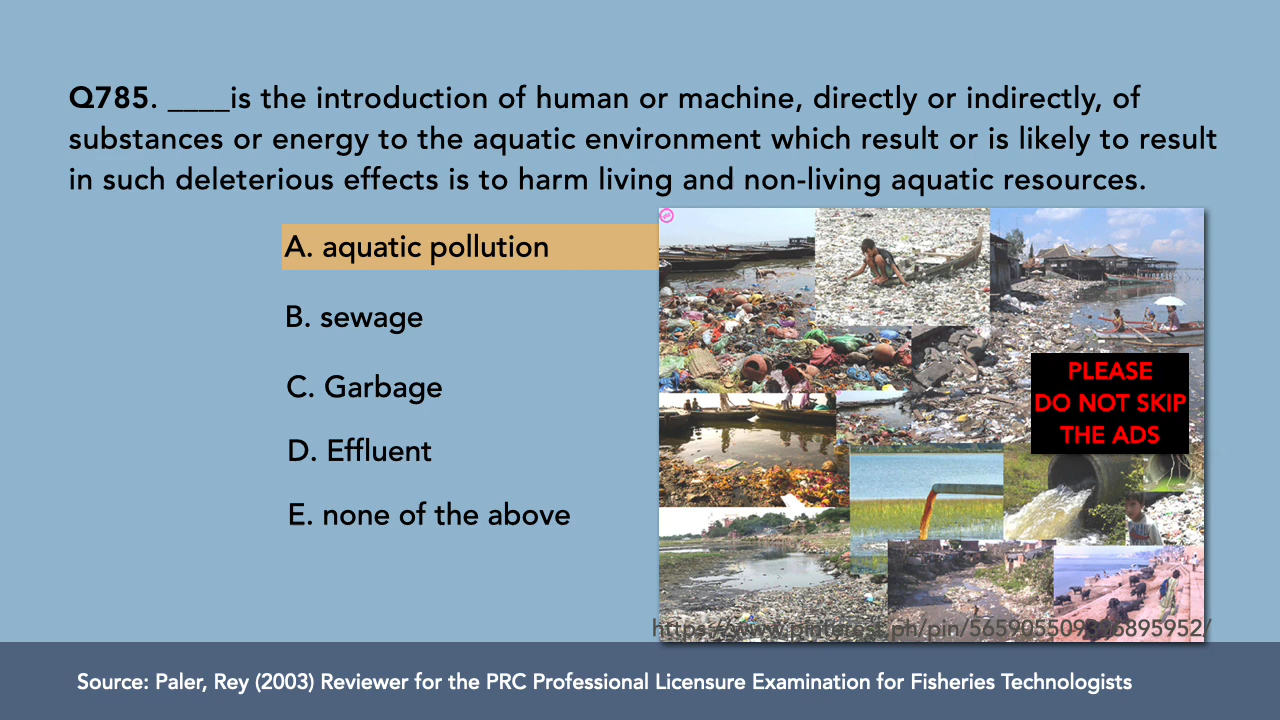 Q785. ____is the introduction of human or machine, directly or indirectly, of
substances or energy to the aquatic environment which result or is likely to result
in such deleterious effects is to harm living and non-living aquatic resources.
A. aquatic pollution
B. sewage
C. Garbage
D. Effluent
E. none of the above
PLEASE
DO NOT SKIP
THE ADS
Source: Paler, Rey (2003) Reviewer for the PRC Professional Licensure Examination for Fisheries Technologists